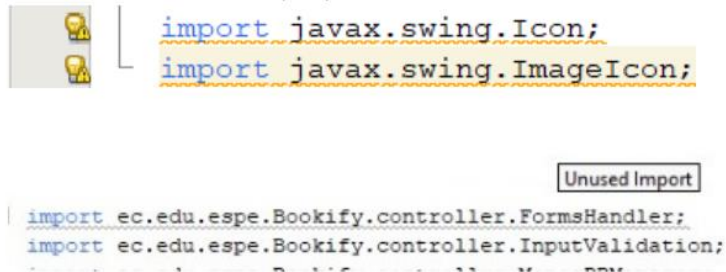 import javax.swing.Icon;
import javax.swing.ImageIcon;
Unused Import
import ec.edu.espe.Bookify.controller.FormsHandler;
import ec.edu.espe.Bookify.controller.InputValidation;